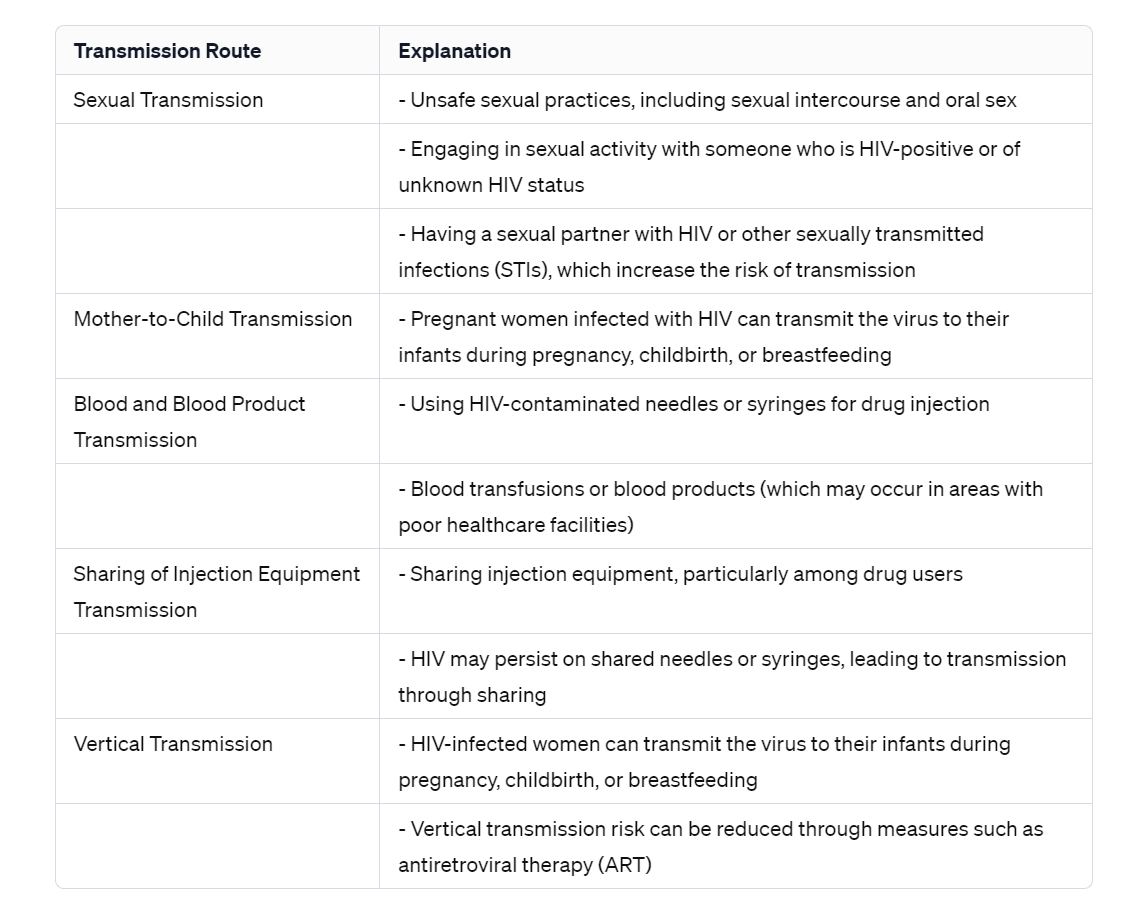 Transmission Route
Explanation
Sexual Transmission
- Unsafe sexual practices, including sexual intercourse and oral sex
- Engaging in sexual activity with someone who is HIV-positive or of
unknown HIV status
- Having a sexual partner with HIV or other sexually transmitted
infections (STIs), which increase the risk of transmission
Mother-to-Child Transmission
- Pregnant women infected with HIV can transmit the virus to their
infants during pregnancy, childbirth, or breastfeeding
Blood and Blood Product
Transmission
- Using HIV-contaminated needles or syringes for drug injection
- Blood transfusions or blood products (which may occur in areas with
poor healthcare facilities)
Sharing of Injection Equipment
Transmission
- Sharing injection equipment, particularly among drug users
- HIV may persist on shared needles or syringes, leading to transmission
through sharing
Vertical Transmission
- HIV-infected women can transmit the virus to their infants during
pregnancy, childbirth, or breastfeeding
- Vertical transmission risk can be reduced through measures such as
antiretroviral therapy (ART)